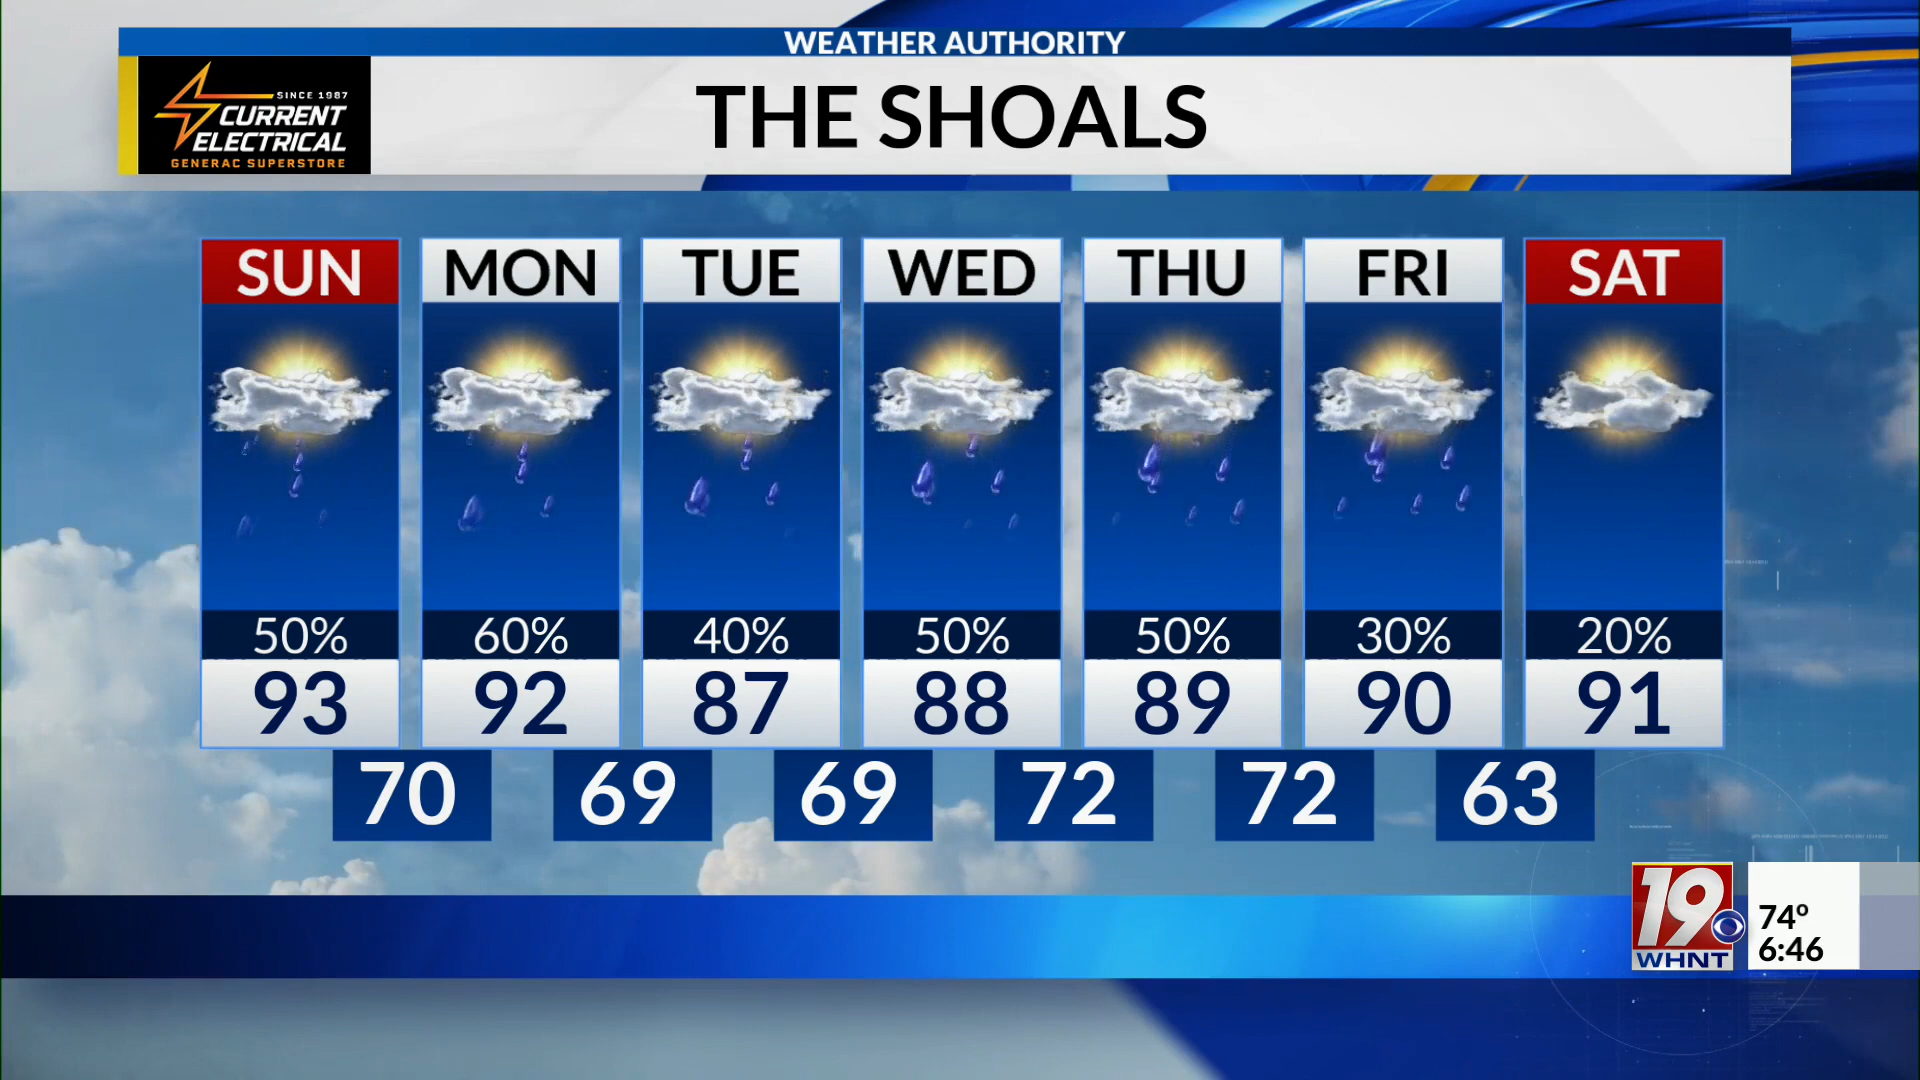 WEATHER AUTHORITY
SINCE 1987
CURRENT
ELECTRICAL
GENERAC SUPERSTORE
THE SHOALS
SUN MON TUE WED THU FRI SAT
50% 60% 40% 50% 50% 30% 20%
93 92 87 88 89 90 91
70 69 69 72 72 63
19
WHNT
74º
6:46